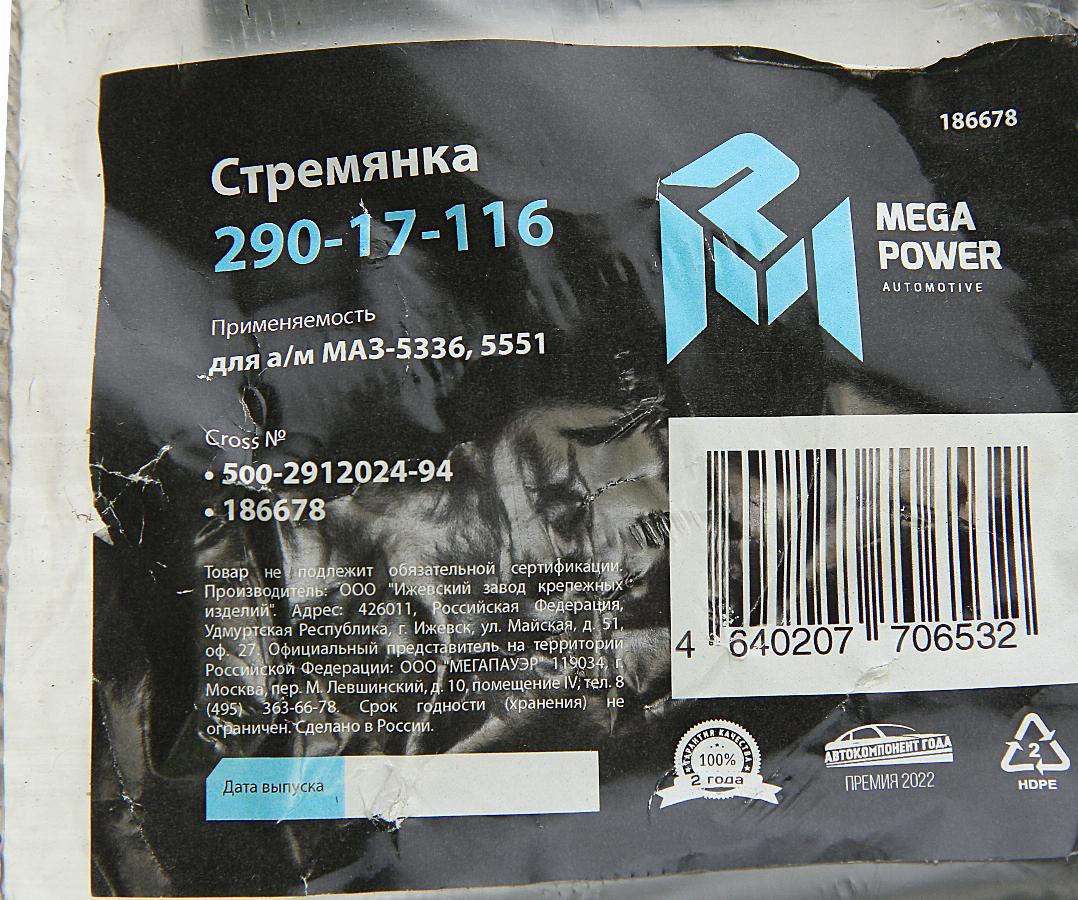 186678
Стремянка
290-17-116
MEGA
POWER
AUTOMOTIVE
Применяемость
для а/м МАЗ-5336, 5551
Cross №
• 500-2912024-94
• 186678
Товар не подлежит обязательной сертификации.
Производитель: ООО "Ижевский завод крепежных
изделий". Адрес: 426011, Российская Федерация,
Удмуртская Республика, г. Ижевск, ул. Майская, д. 51,
оф. 27. Официальный представитель на территории
Российской Федерации: ООО "МЕГАПАУЭР" 119034, г.
Москва, пер. М. Левшинский, д. 10, помещение IV, тел. 8
(495) 363-66-78. Срок годности (хранения) не
ограничен. Сделано в России.
Дата выпуска
4 640207 706532
ГАРАНТИЯ КАЧЕСТВА
100%
2 года
АВТОКОМПОНЕНТ ГОДА
ПРЕМИЯ 2022
2
HDPE